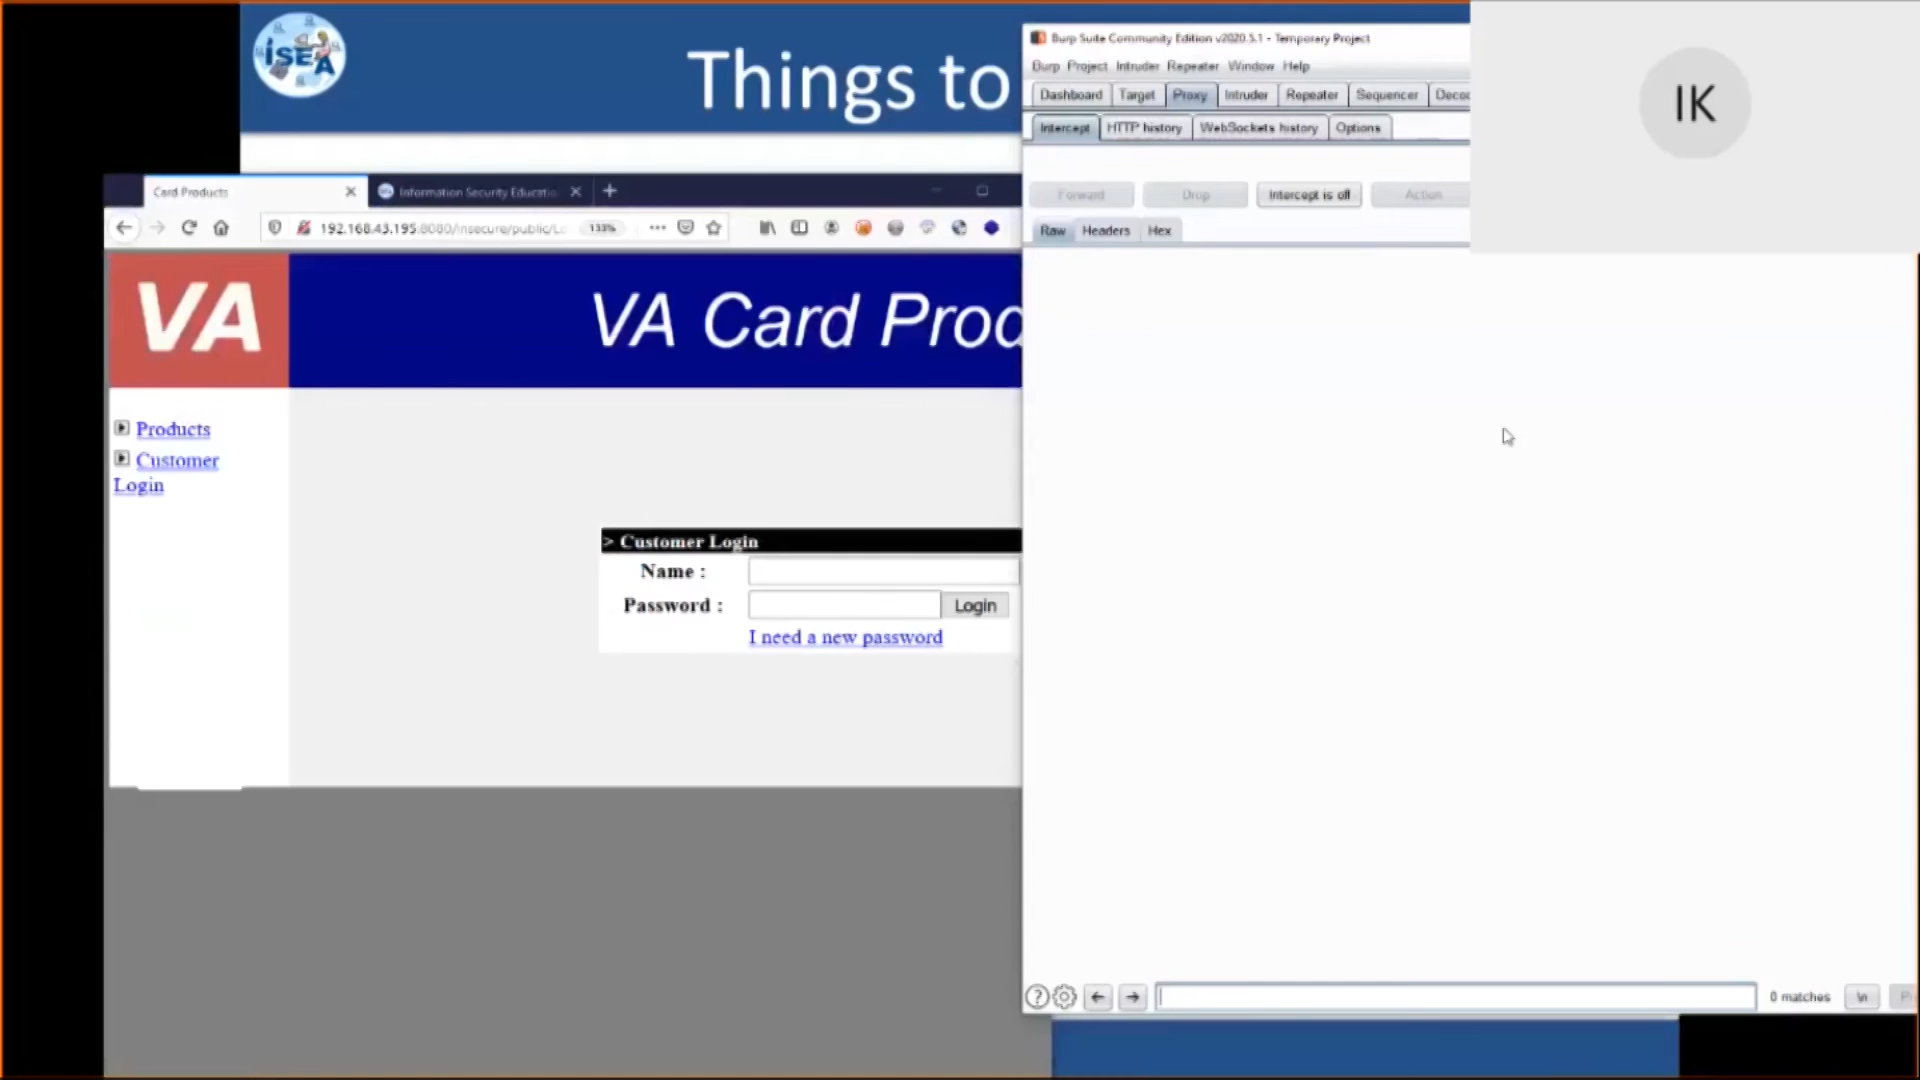 ISEA
Things to
Burp Suite Community Edition v2020.5.1 - Temporary Project
Burp Project Intruder Repeater Window Help
Dashboard Target Proxy Intruder Repeater Sequencer
Intercept HTTP history WebSockets history Options
Forward Drop Intercept is off Action
Raw Headers Hex
IK
Card Products
Information Security Educatio
192.168.43.195:8080/insecure/public/Lo
133%
VA
VA Card Prod
Products
Customer
Login
> Customer Login
Name :
Password :
Login
I need a new password
0 matches
\n